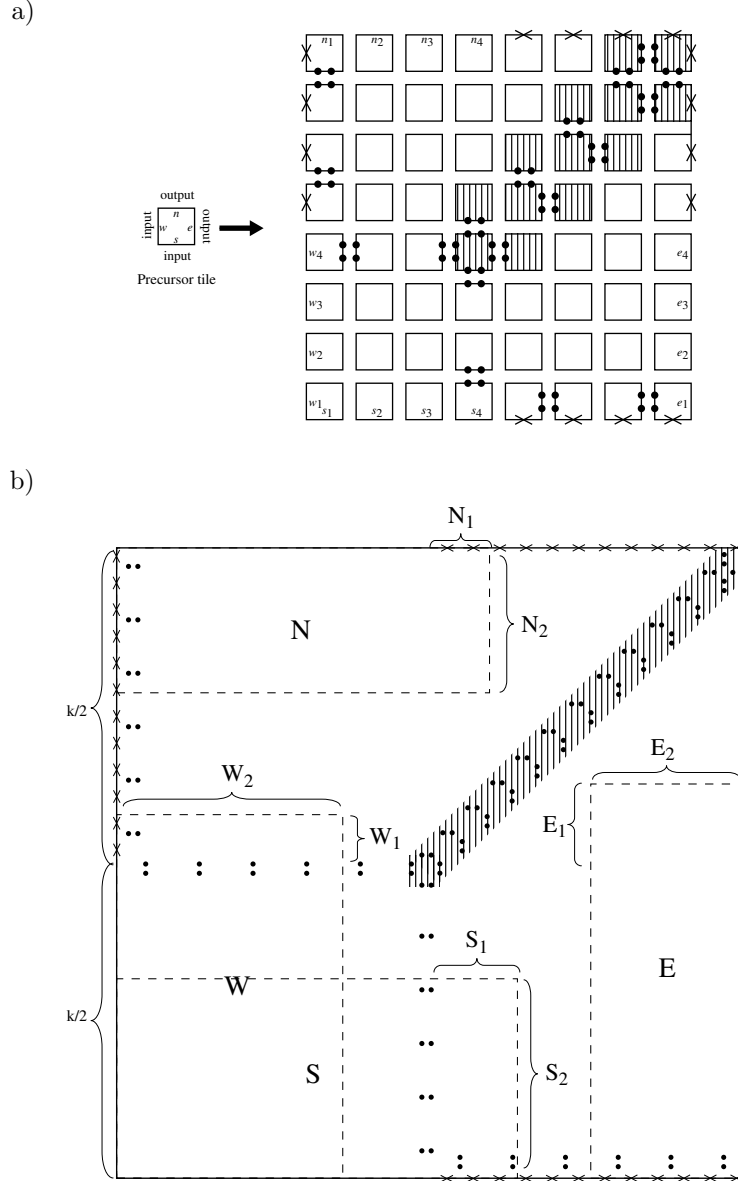 a)
n1 n2 n3 n4
output
input w n s e output
input
Precursor tile
w4 e4
w3 e3
w2 e2
w1 s1 s2 s3 s4 e1
b)
N1
N
N2
k/2
E2
W2
W1
E1
S1
W
E
k/2
S
S2